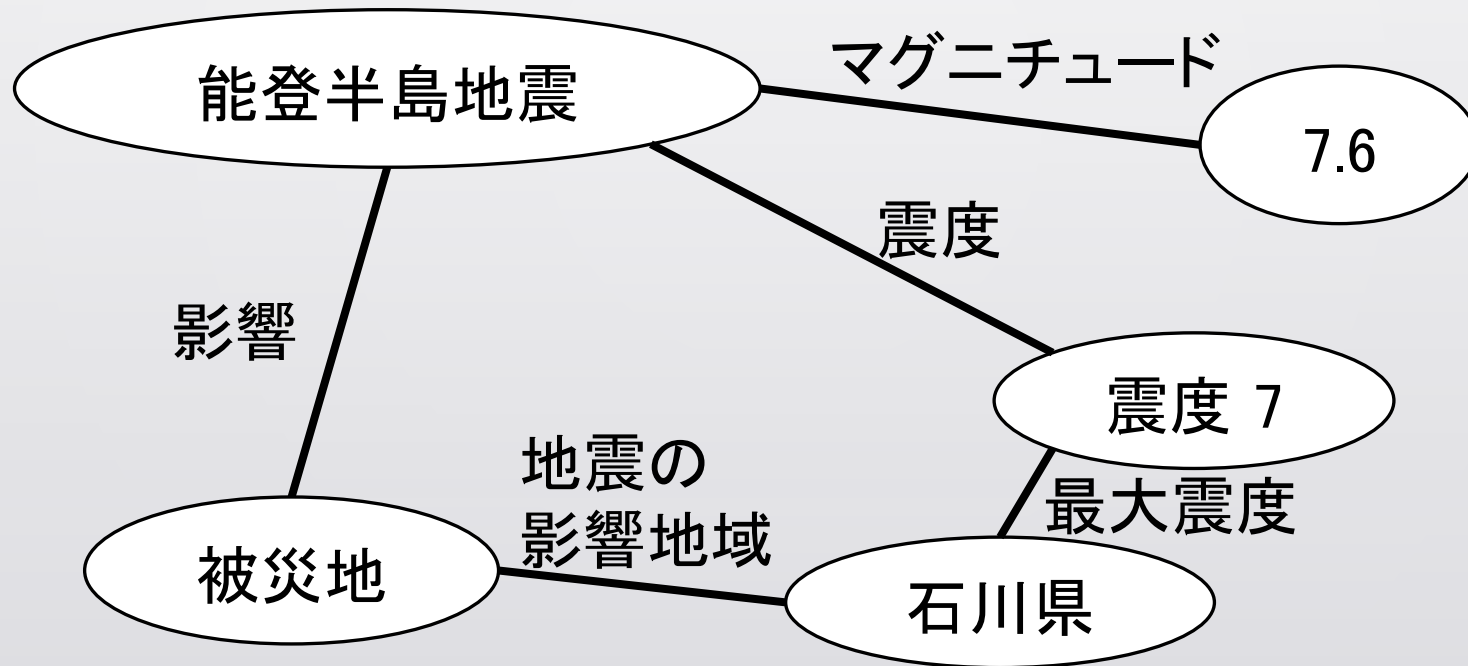 能登半島地震
マグニチュード
7.6
震度
影響
震度 7
地震の
影響地域
最大震度
被災地
石川県